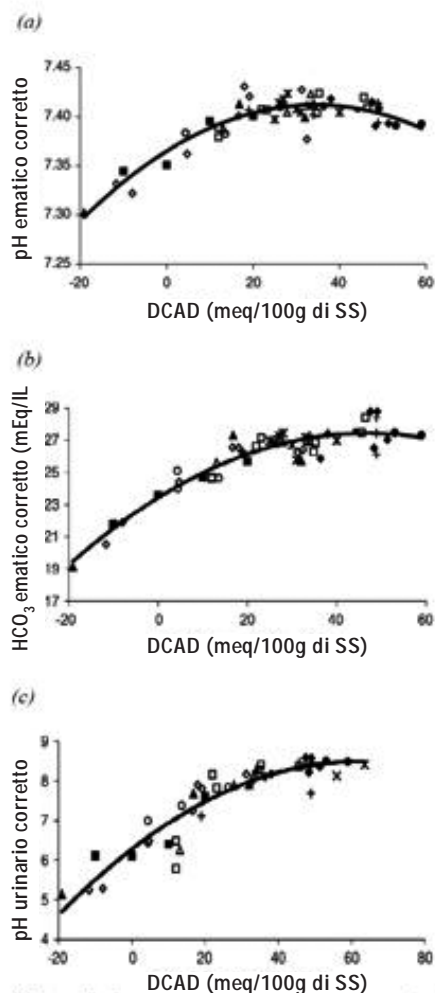 (a)
pH ematico corretto
7.45
7.40
7.35
7.30
7.25
-20 0 20 40 60
DCAD (meq/100g di SS)
(b)
HCO3 ematico corretto (mEq/IL)
29
27
25
23
21
19
17
-20 0 20 40 60
DCAD (meq/100g di SS)
(c)
pH urinario corretto
9
8
7
6
5
4
-20 0 20 40 60 80
DCAD (meq/100g di SS)